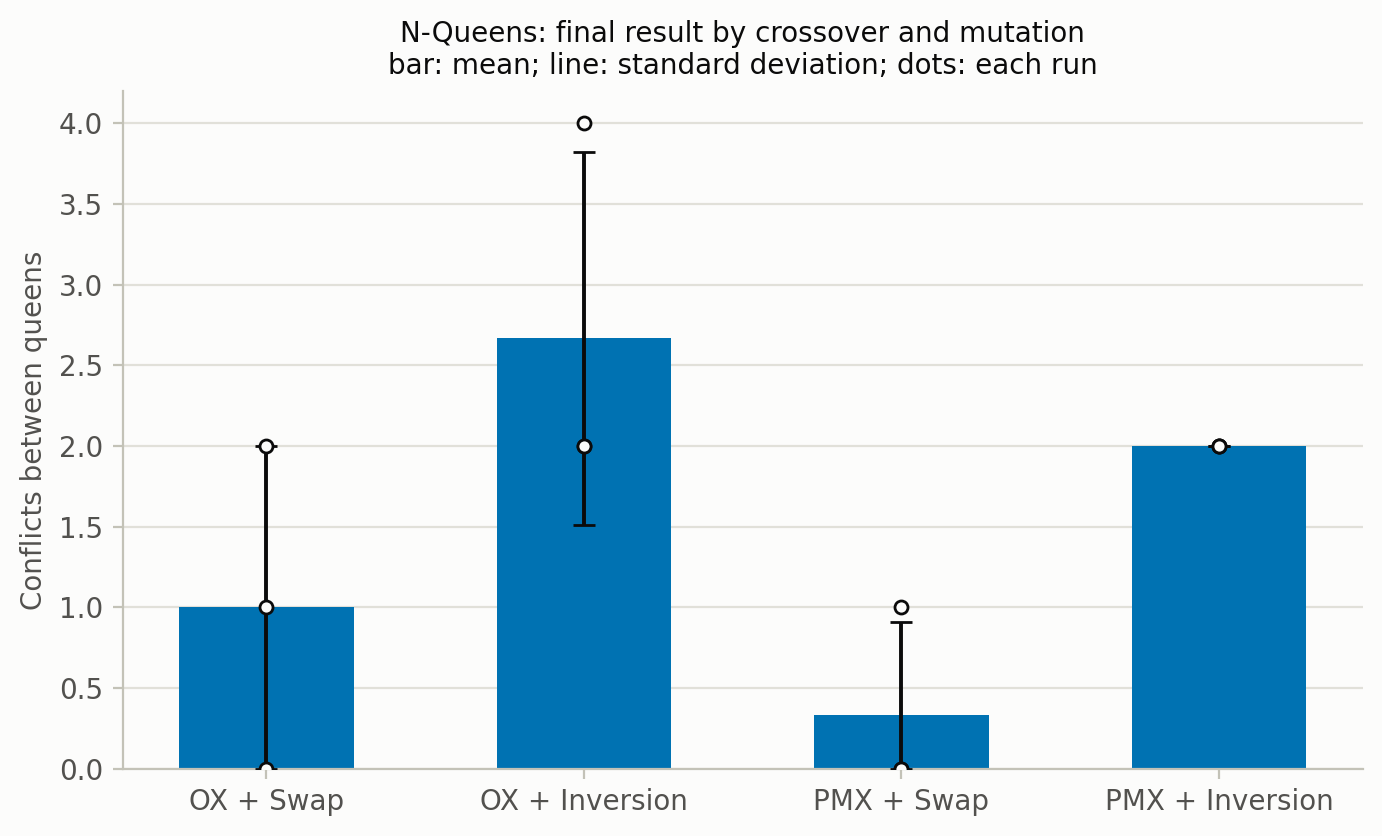 N-Queens: final result by crossover and mutation
bar: mean; line: standard deviation; dots: each run
Conflicts between queens
4.0
3.5
3.0
2.5
2.0
1.5
1.0
0.5
0.0
OX + Swap
OX + Inversion
PMX + Swap
PMX + Inversion